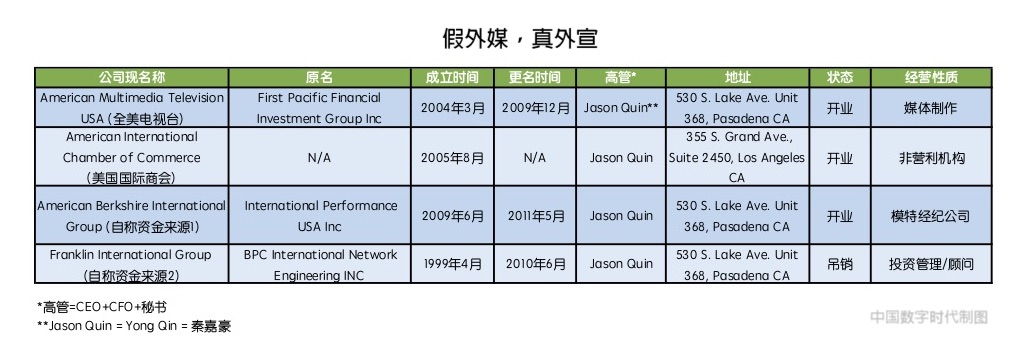 假外媒，真外宣
公司现名称 原名 成立时间 更名时间 高管* 地址 状态 经营性质
American Multimedia Television USA (全美电视台) First Pacific Financial Investment Group Inc 2004年3月 2009年12月 Jason Quin** 530 S. Lake Ave. Unit 368, Pasadena CA 开业 媒体制作
American International Chamber of Commerce (美国国际商会) N/A 2005年8月 N/A Jason Quin 355 S. Grand Ave., Suite 2450, Los Angeles CA 开业 非营利机构
American Berkshire International Group (自称资金来源1) International Performance USA Inc 2009年6月 2011年5月 Jason Quin 530 S. Lake Ave. Unit 368, Pasadena CA 开业 模特经纪公司
Franklin International Group (自称资金来源2) BPC International Network Engineering INC 1999年4月 2010年6月 Jason Quin 530 S. Lake Ave. Unit 368, Pasadena CA 吊销 投资管理/顾问
*高管=CEO+CFO+秘书
**Jason Quin = Yong Qin = 秦嘉豪
中国数字时代制图